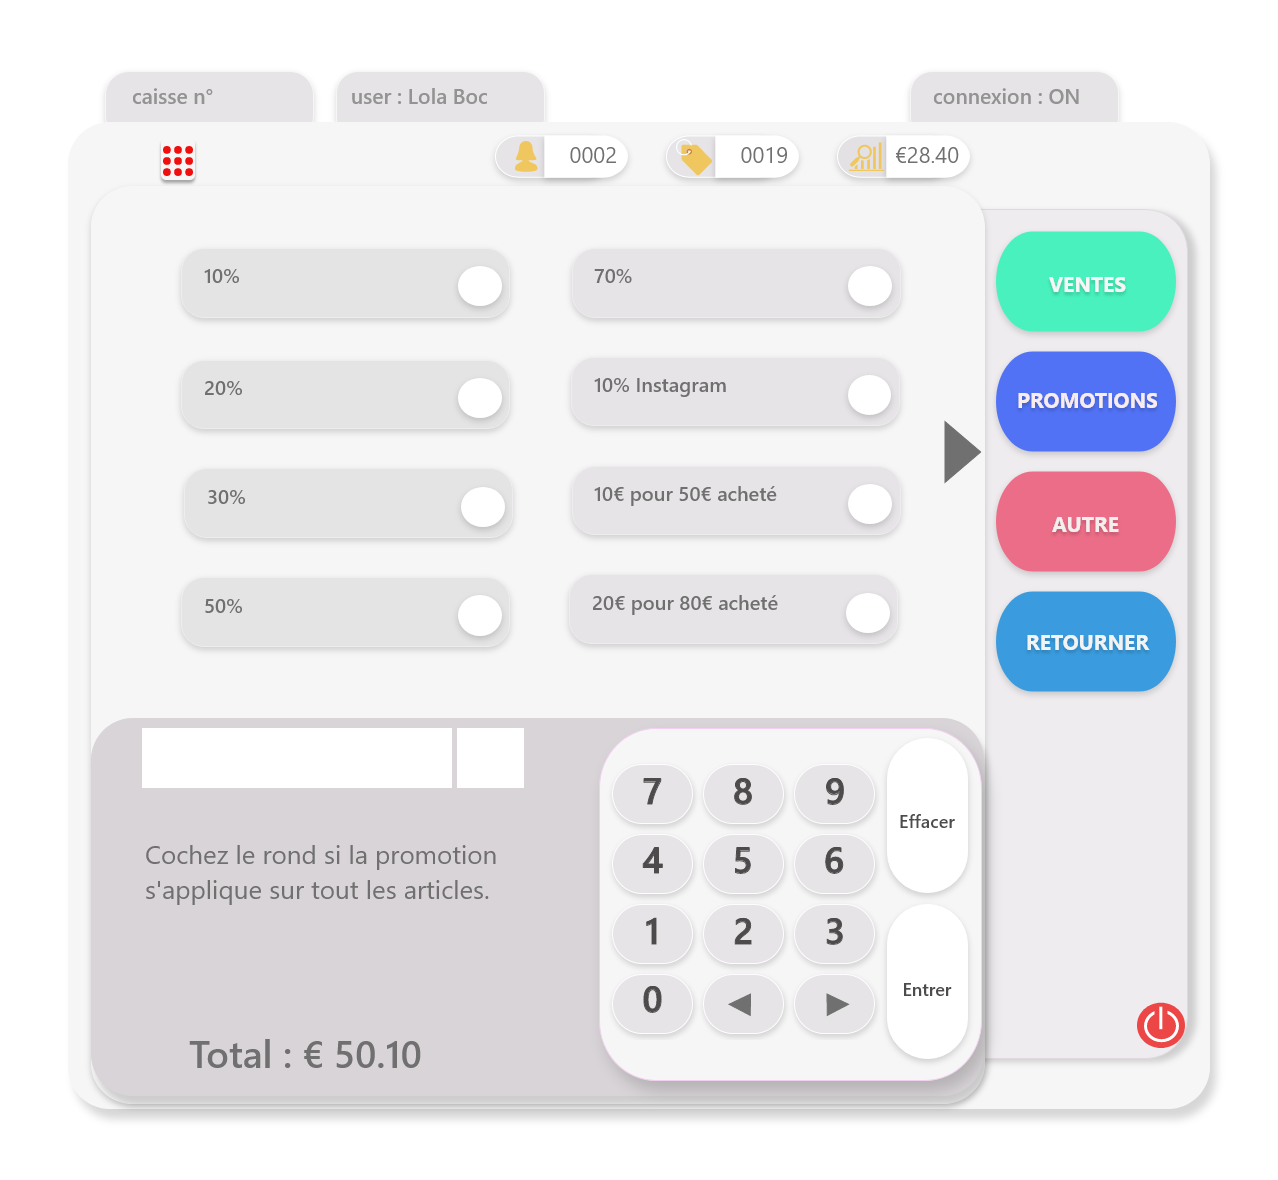 caisse n°
user : Lola Boc
connexion : ON
0002
0019
€28.40
10%
70%
20%
10% Instagram
30%
10€ pour 50€ acheté
50%
20€ pour 80€ acheté
VENTES
PROMOTIONS
AUTRE
RETOURNER
Cochez le rond si la promotion
s'applique sur tout les articles.
Total : € 50.10
7 8 9
Effacer
4 5 6
1 2 3
Entrer
0 ◀ ▶